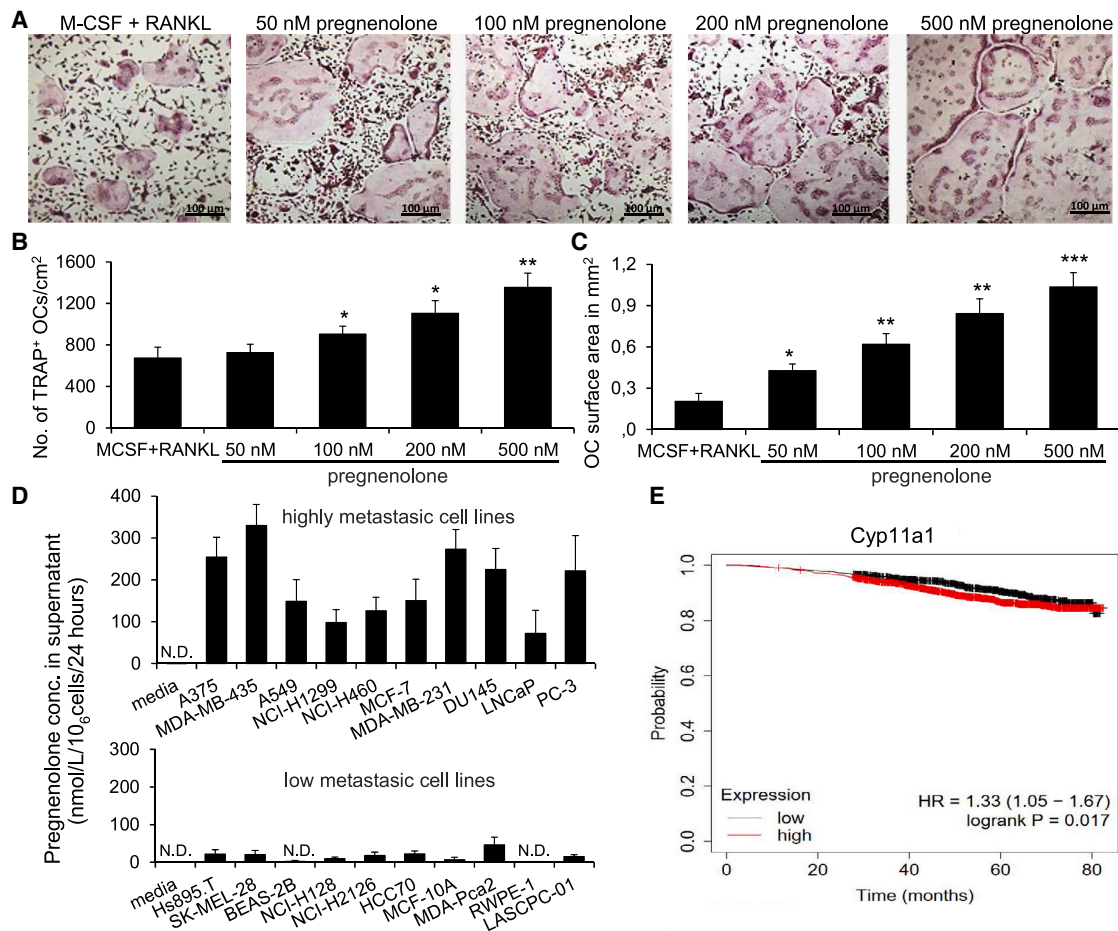 A
M-CSF + RANKL
50 nM pregnenolone
100 nM pregnenolone
200 nM pregnenolone
500 nM pregnenolone
100 µm
100 µm
100 µm
100 µm
100 µm
B
No. of TRAP⁺ OCs/cm²
1600
1200
800
400
0
*
*
**
MCSF+RANKL
50 nM
100 nM
200 nM
500 nM
pregnenolone
C
OC surface area in mm²
1,2
0,9
0,6
0,3
,0
*
**
**
***
MCSF+RANKL
50 nM
100 nM
200 nM
500 nM
pregnenolone
D
Pregnenolone conc. in supernatant
(nmol/L/10₆cells/24 hours)
highly metastasic cell lines
400
300
200
100
0
N.D.
media
A375
MDA-MB-435
A549
NCI-H1299
NCI-H460
MCF-7
MDA-MB-231
DU145
LNCaP
PC-3
low metastasic cell lines
300
200
100
0
N.D.
N.D.
N.D.
media
Hs895.T
SK-MEL-28
BEAS-2B
NCI-H128
NCI-H2126
HCC70
MCF-10A
MDA-Pca2
RWPE-1
LASCPC-01
E
Cyp11a1
Probability
1.0
0.8
0.6
0.4
0.2
0.0
Expression
low
high
HR = 1.33 (1.05 − 1.67)
logrank P = 0.017
0
20
40
60
80
Time (months)